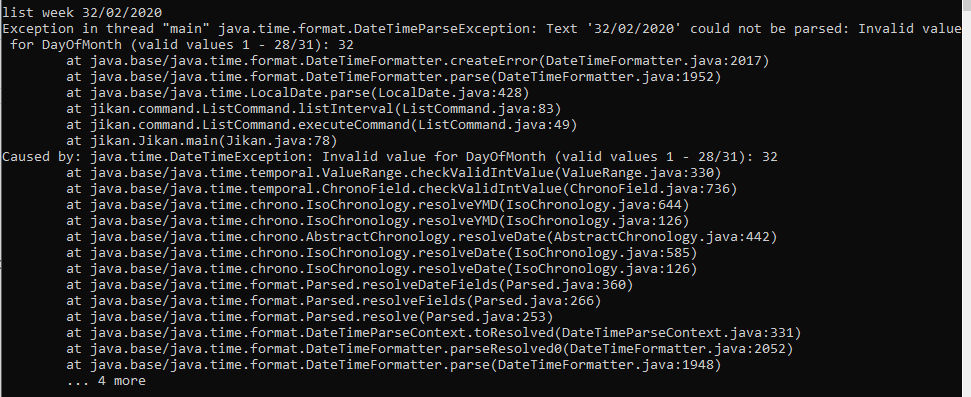 list week 32/02/2020
Exception in thread "main" java.time.format.DateTimeParseException: Text '32/02/2020' could not be parsed: Invalid value
 for DayOfMonth (valid values 1 - 28/31): 32
        at java.base/java.time.format.DateTimeFormatter.createError(DateTimeFormatter.java:2017)
        at java.base/java.time.format.DateTimeFormatter.parse(DateTimeFormatter.java:1952)
        at java.base/java.time.LocalDate.parse(LocalDate.java:428)
        at jikan.command.ListCommand.listInterval(ListCommand.java:83)
        at jikan.command.ListCommand.executeCommand(ListCommand.java:49)
        at jikan.Jikan.main(Jikan.java:78)
Caused by: java.time.DateTimeException: Invalid value for DayOfMonth (valid values 1 - 28/31): 32
        at java.base/java.time.temporal.ValueRange.checkValidIntValue(ValueRange.java:330)
        at java.base/java.time.temporal.ChronoField.checkValidIntValue(ChronoField.java:736)
        at java.base/java.time.chrono.IsoChronology.resolveYMD(IsoChronology.java:644)
        at java.base/java.time.chrono.IsoChronology.resolveYMD(IsoChronology.java:126)
        at java.base/java.time.chrono.AbstractChronology.resolveDate(AbstractChronology.java:442)
        at java.base/java.time.chrono.IsoChronology.resolveDate(IsoChronology.java:585)
        at java.base/java.time.chrono.IsoChronology.resolveDate(IsoChronology.java:126)
        at java.base/java.time.format.Parsed.resolveDateFields(Parsed.java:360)
        at java.base/java.time.format.Parsed.resolveFields(Parsed.java:266)
        at java.base/java.time.format.Parsed.resolve(Parsed.java:253)
        at java.base/java.time.format.DateTimeParseContext.toResolved(DateTimeParseContext.java:331)
        at java.base/java.time.format.DateTimeFormatter.parseResolved0(DateTimeFormatter.java:2052)
        at java.base/java.time.format.DateTimeFormatter.parse(DateTimeFormatter.java:1948)
        ... 4 more